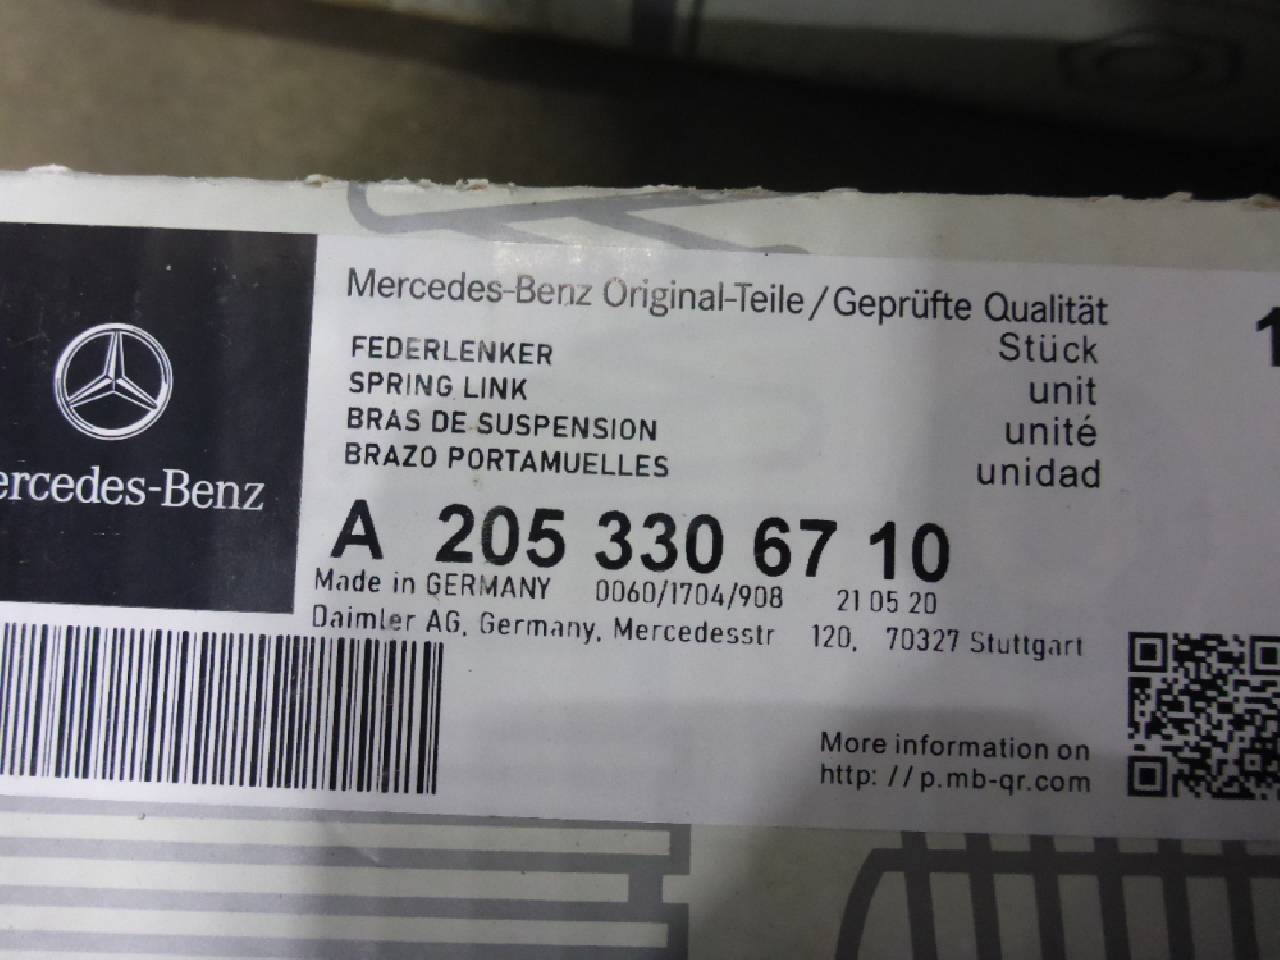 Mercedes-Benz Original-Teile / Geprüfte Qualität
FEDERLENKER Stück
SPRING LINK unit
BRAS DE SUSPENSION unité
BRAZO PORTAMUELLES unidad
ercedes-Benz
A 205 330 67 10
Made in GERMANY 0060/1704/908 21 05 20
Daimler AG, Germany, Mercedesstr 120, 70327 Stuttgart
More information on
http: // p.mb-qr.com